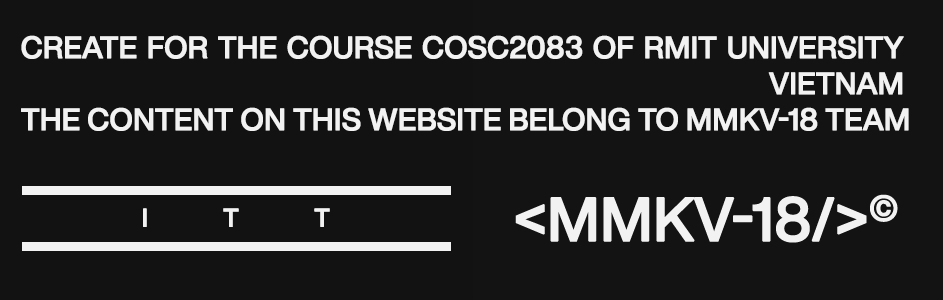 CREATE FOR THE COURSE COSC2083 OF RMIT UNIVERSITY
VIETNAM
THE CONTENT ON THIS WEBSITE BELONG TO MMKV-18 TEAM
I T T
<MMKV-18/>©